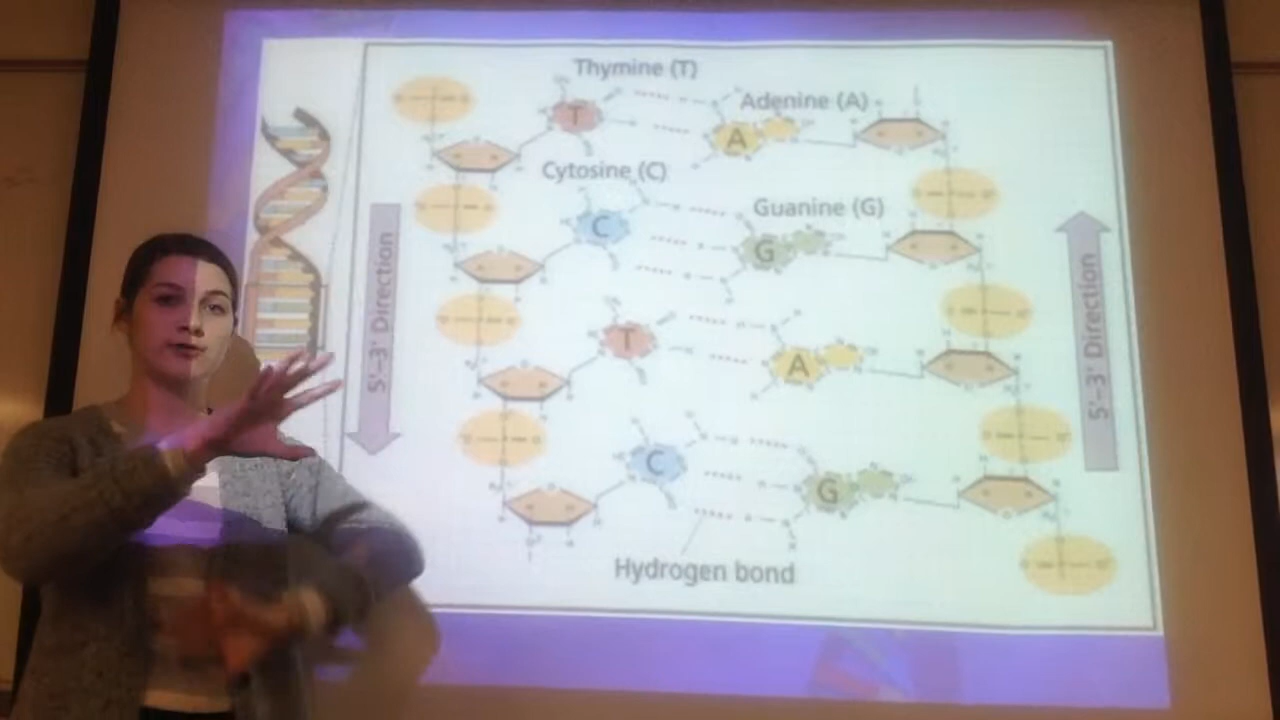 Thymine (T)
Adenine (A)
T
A
Cytosine (C)
Guanine (G)
C
G
5'–3' Direction
5'–3' Direction
T
A
C
G
Hydrogen bond